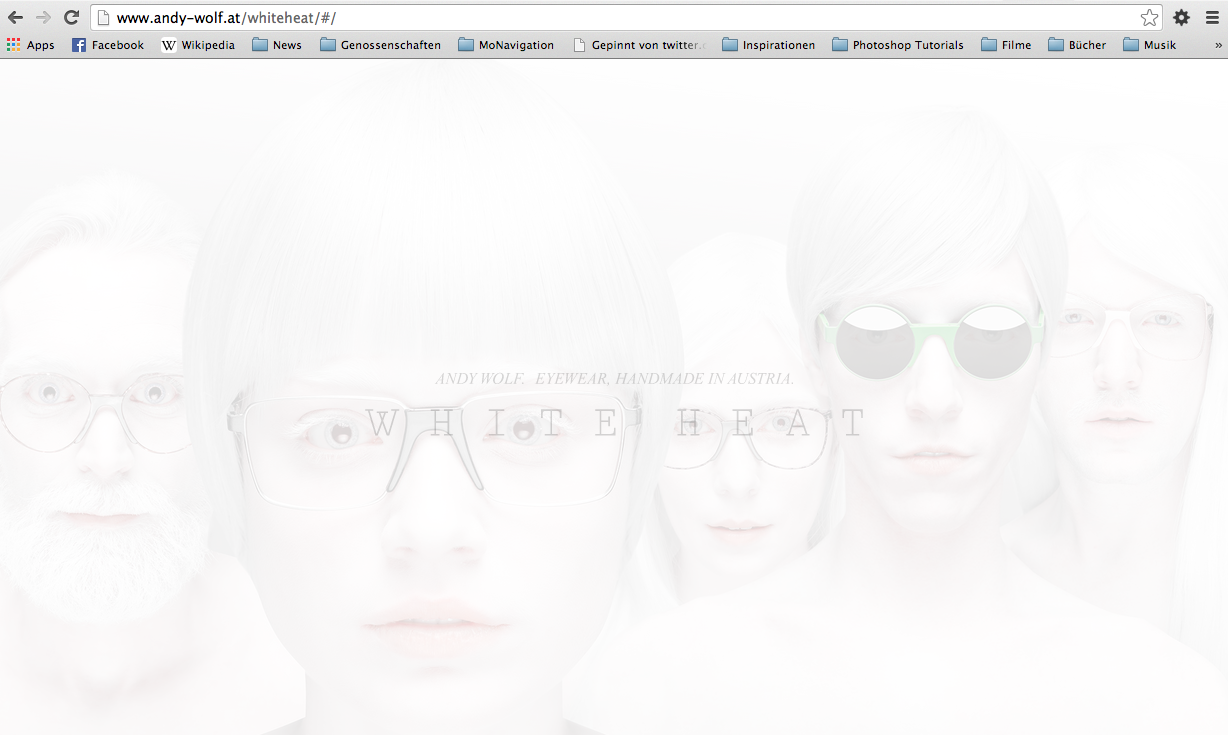 www.andy-wolf.at/whiteheat/#/
Apps Facebook W Wikipedia News Genossenschaften MoNavigation Gepinnt von twitter.c Inspirationen Photoshop Tutorials Filme Bücher Musik »
ANDY WOLF. EYEWEAR, HANDMADE IN AUSTRIA.
WHITE HEAT